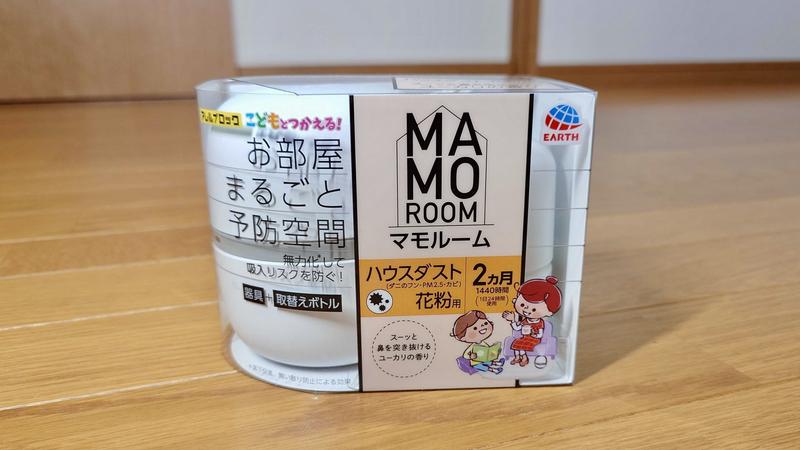 アレルブロック こどもとつかえる!
お部屋
まるごと
予防空間
無力化して
吸入リスクを防ぐ!
器具+取替えボトル
MA
MO
ROOM
マモルーム
ハウスダスト
(ダニのフン・PM2.5・カビ)
花粉用
2ヵ月
1440時間
(1日24時間使用)
スーッと
鼻を突き抜ける
ユーカリの香り
EARTH